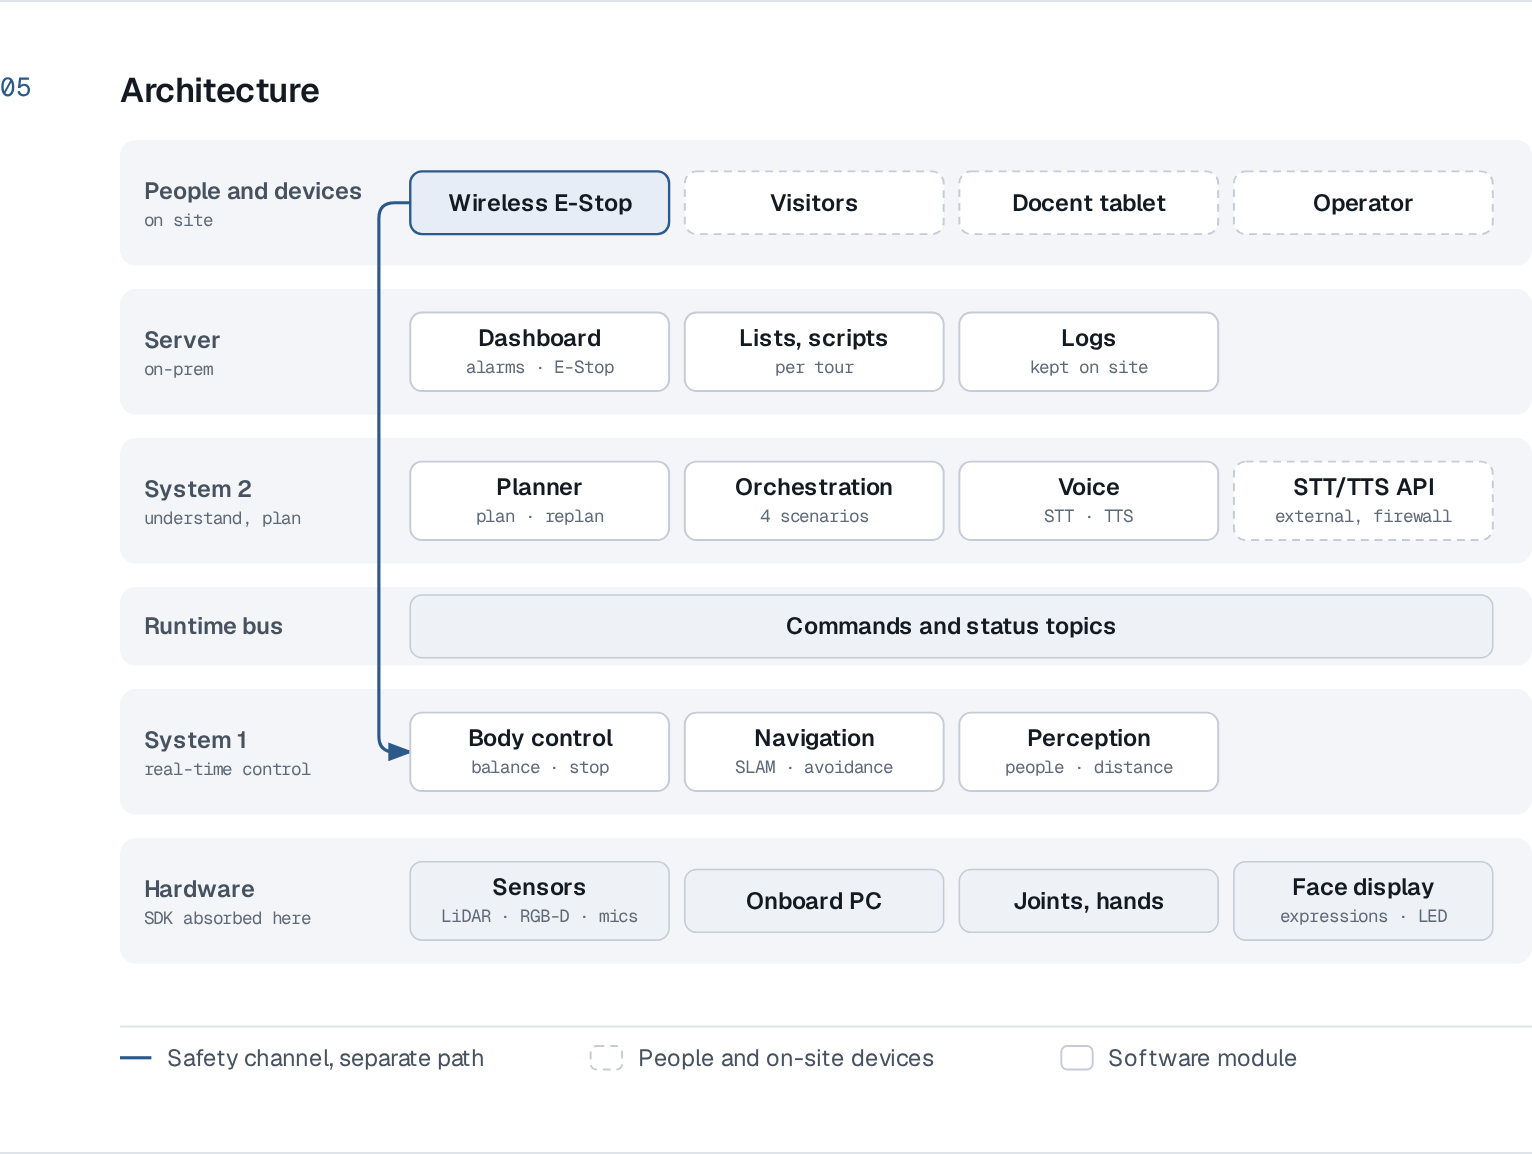 05
Architecture
People and devices
on site
Wireless E-Stop
Visitors
Docent tablet
Operator
Server
on-prem
Dashboard
alarms · E-Stop
Lists, scripts
per tour
Logs
kept on site
System 2
understand, plan
Planner
plan · replan
Orchestration
4 scenarios
Voice
STT · TTS
STT/TTS API
external, firewall
Runtime bus
Commands and status topics
System 1
real-time control
Body control
balance · stop
Navigation
SLAM · avoidance
Perception
people · distance
Hardware
SDK absorbed here
Sensors
LiDAR · RGB-D · mics
Onboard PC
Joints, hands
Face display
expressions · LED
Safety channel, separate path
People and on-site devices
Software module